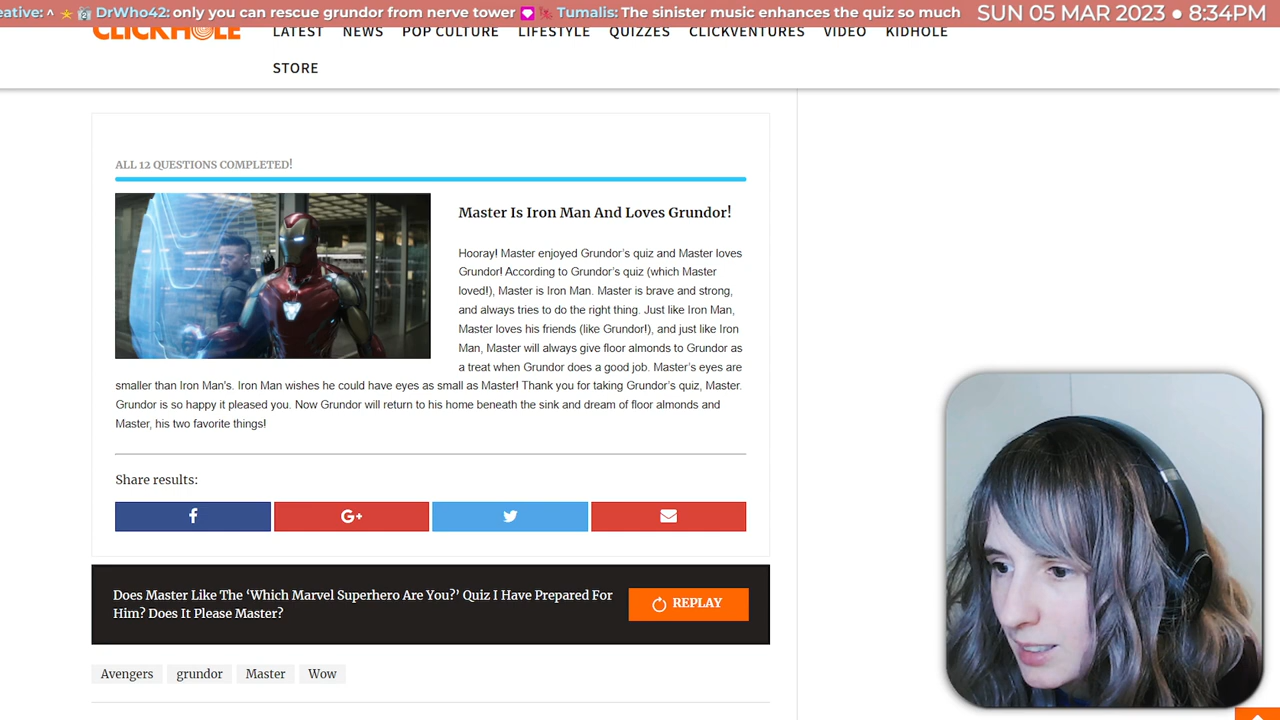 eative: ^ DrWho42: only you can rescue grundor from nerve tower Tumalis: The sinister music enhances the quiz so much SUN 05 MAR 2023 ● 8:34PM
CLICKHOLE LATEST NEWS POP CULTURE LIFESTYLE QUIZZES CLICKVENTURES VIDEO KIDHOLE
STORE
ALL 12 QUESTIONS COMPLETED!
Master Is Iron Man And Loves Grundor!
Hooray! Master enjoyed Grundor's quiz and Master loves
Grundor! According to Grundor's quiz (which Master
loved!), Master is Iron Man. Master is brave and strong,
and always tries to do the right thing. Just like Iron Man,
Master loves his friends (like Grundor!), and just like Iron
Man, Master will always give floor almonds to Grundor as
a treat when Grundor does a good job. Master's eyes are
smaller than Iron Man's. Iron Man wishes he could have eyes as small as Master! Thank you for taking Grundor's quiz, Master.
Grundor is so happy it pleased you. Now Grundor will return to his home beneath the sink and dream of floor almonds and
Master, his two favorite things!
Share results:
G+
Does Master Like The ‘Which Marvel Superhero Are You?’ Quiz I Have Prepared For
Him? Does It Please Master?
REPLAY
Avengers grundor Master Wow